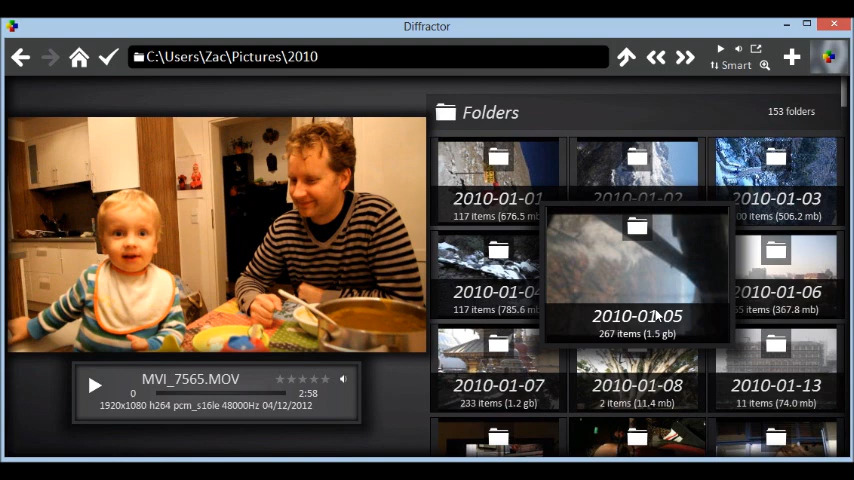 Diffractor
C:\Users\Zac\Pictures\2010
Smart
Folders
153 folders
2010-01-01
117 items (676.5 mb
2010-01-02
2010-01-03
00 items (506.2 mb)
2010-01-04
117 items (785.6 m
2010-01-05
267 items (1.5 gb)
2010-01-06
55 items (367.8 mb)
2010-01-07
233 items (1.2 gb)
2010-01-08
2 items (11.4 mb)
2010-01-13
11 items (74.0 mb)
MVI_7565.MOV
0
2:58
1920x1080 h264 pcm_s16le 48000Hz 04/12/2012